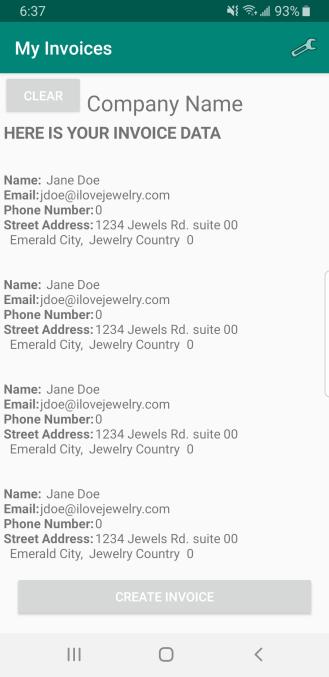 6:37
93%
My Invoices
CLEAR
Company Name
HERE IS YOUR INVOICE DATA
Name: Jane Doe
Email:jdoe@ilovejewelry.com
Phone Number:0
Street Address:1234 Jewels Rd. suite 00
Emerald City, Jewelry Country 0
Name: Jane Doe
Email:jdoe@ilovejewelry.com
Phone Number:0
Street Address:1234 Jewels Rd. suite 00
Emerald City, Jewelry Country 0
Name: Jane Doe
Email:jdoe@ilovejewelry.com
Phone Number:0
Street Address:1234 Jewels Rd. suite 00
Emerald City, Jewelry Country 0
Name: Jane Doe
Email:jdoe@ilovejewelry.com
Phone Number:0
Street Address:1234 Jewels Rd. suite 00
Emerald City, Jewelry Country 0
CREATE INVOICE